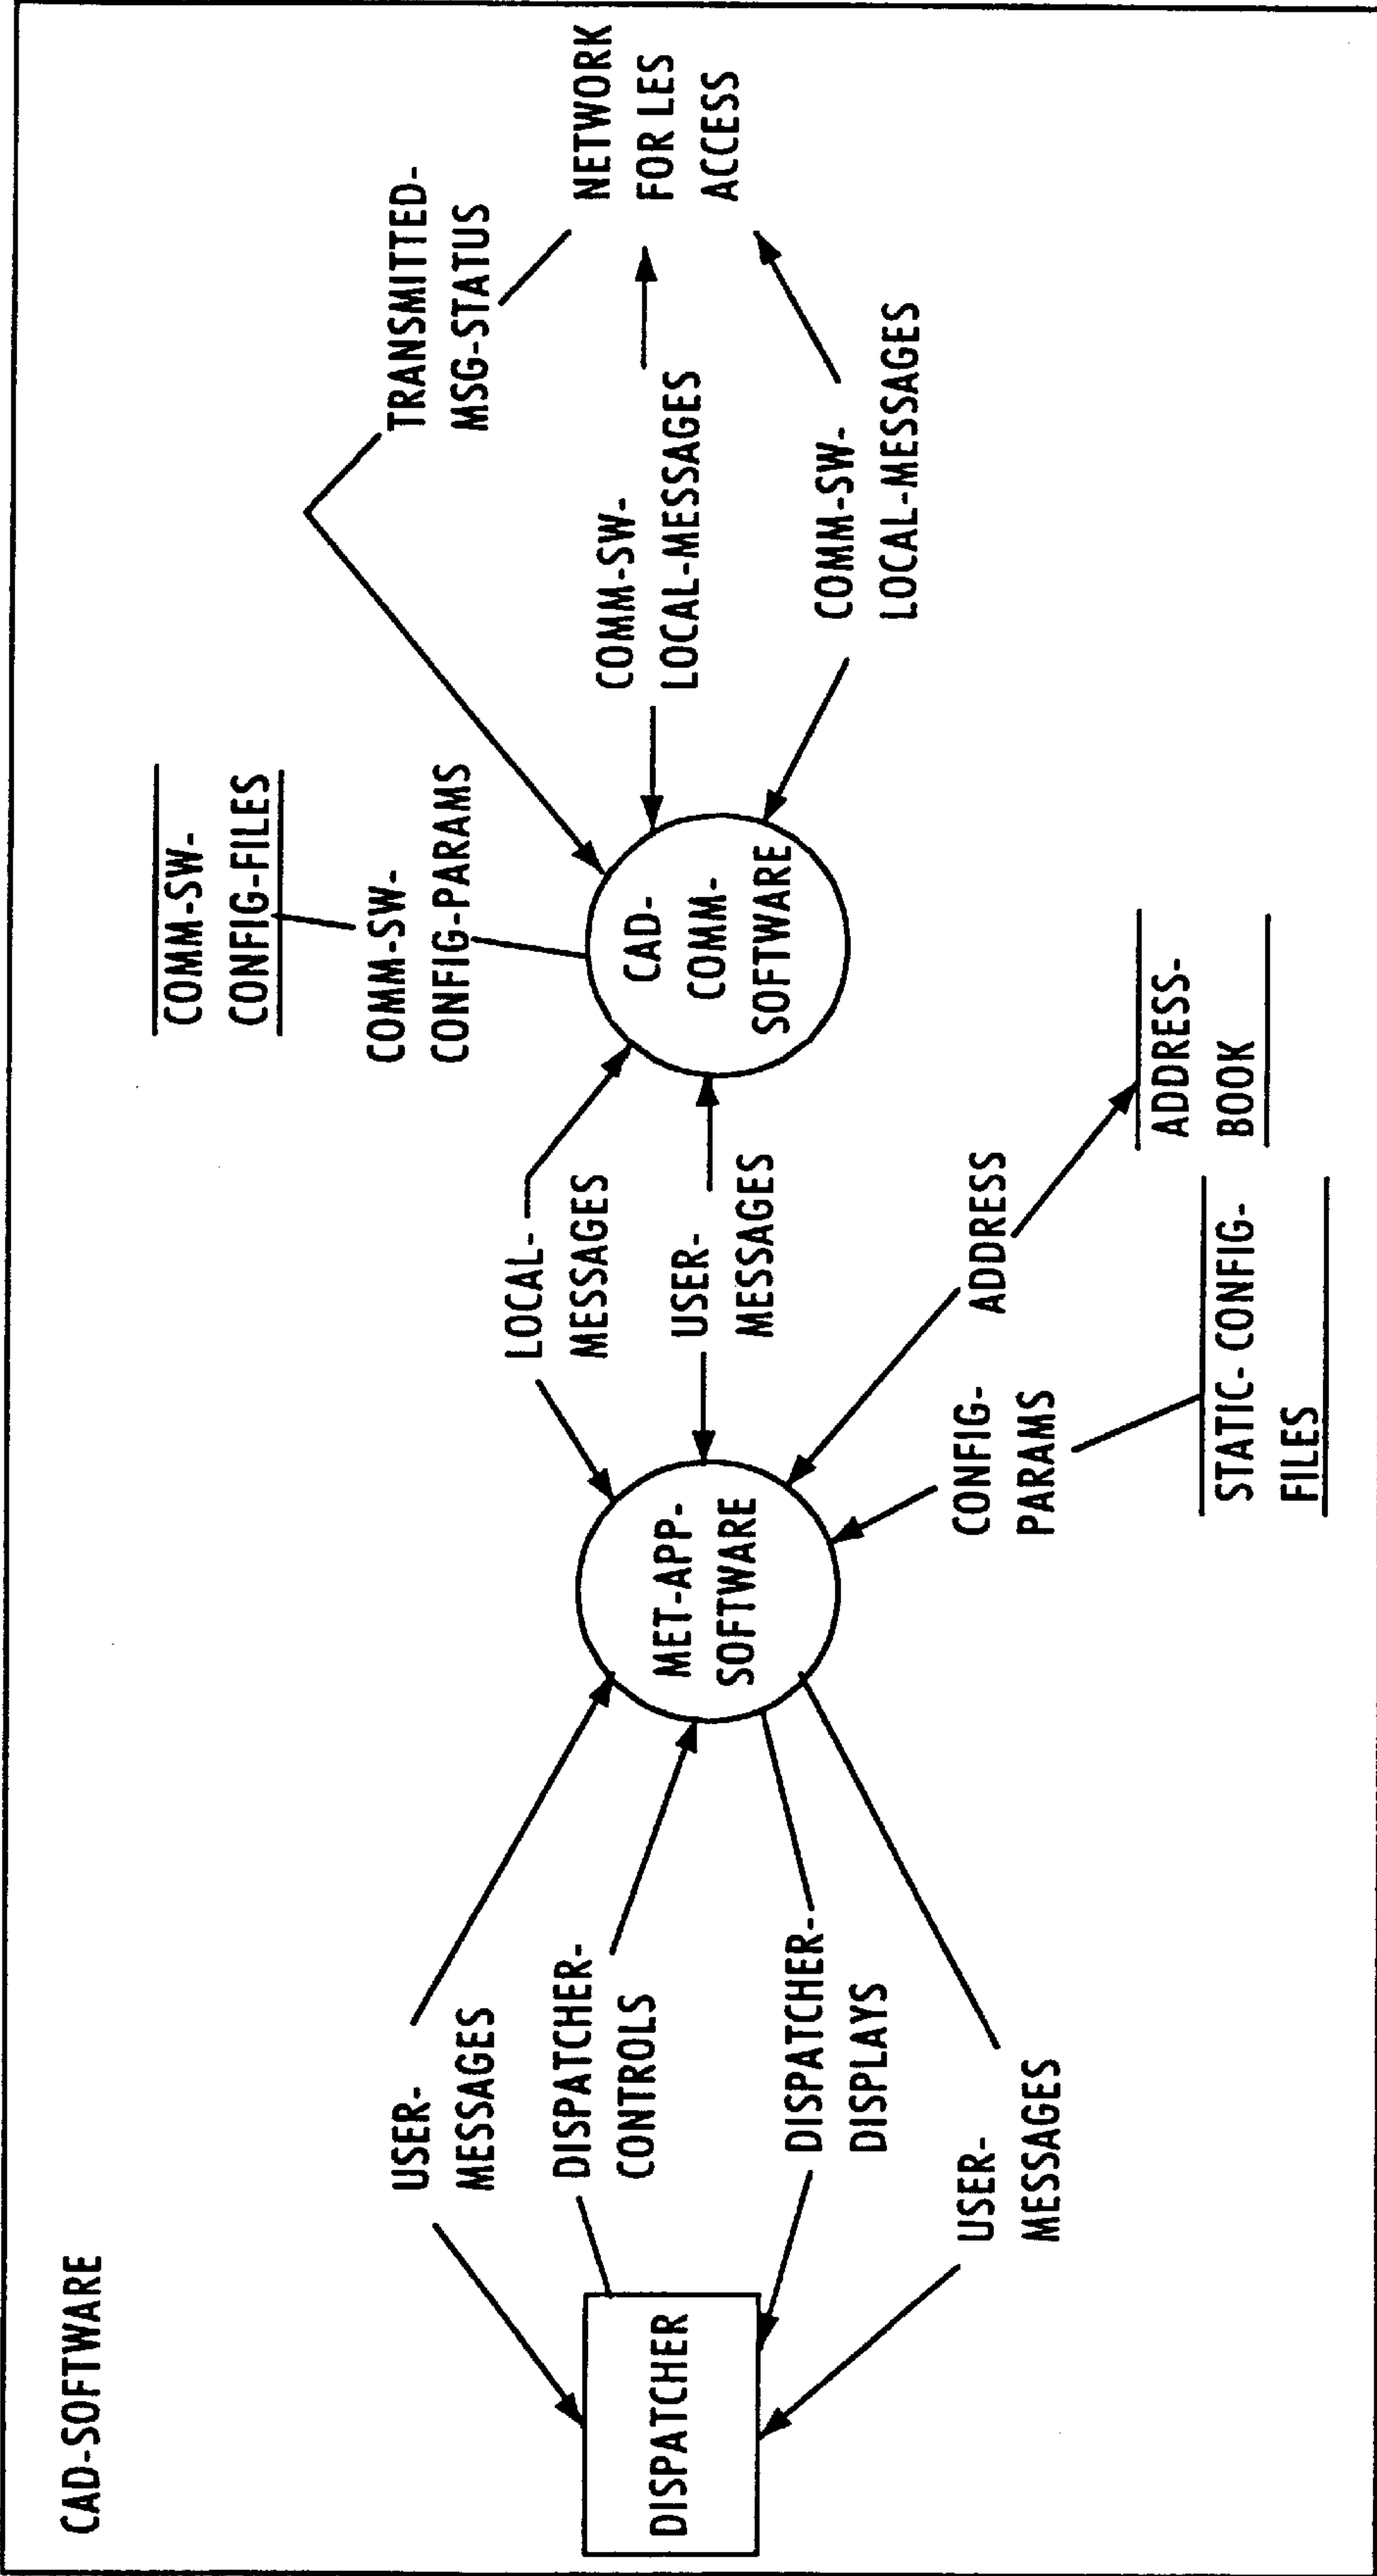 CAD-SOFTWARE
DISPATCHER
USER-
MESSAGES
DISPATCHER-
CONTROLS
DISPATCHER-
DISPLAYS
USER-
MESSAGES
MET-APP-
SOFTWARE
LOCAL-
MESSAGES
USER-
MESSAGES
ADDRESS
CONFIG-
PARAMS
STATIC-CONFIG-
FILES
ADDRESS-
BOOK
COMM-SW-
CONFIG-FILES
COMM-SW-
CONFIG-PARAMS
CAD-
COMM-
SOFTWARE
TRANSMITTED-
MSG-STATUS
COMM-SW-
LOCAL-MESSAGES
COMM-SW-
LOCAL-MESSAGES
NETWORK
FOR LES
ACCESS